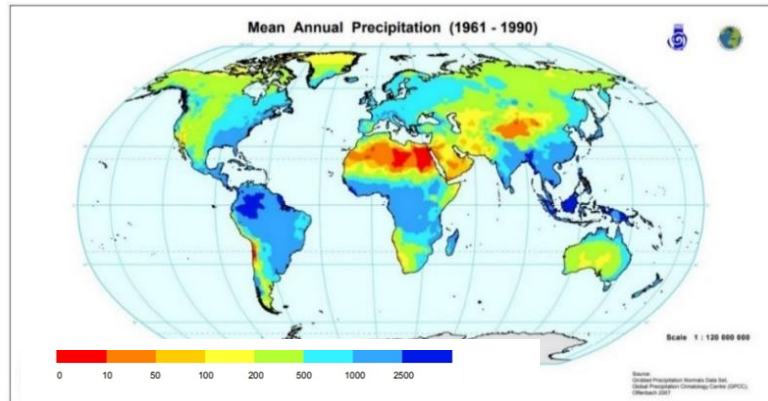 Mean Annual Precipitation (1961 - 1990)
Scale 1 : 120 000 000
0 10 50 100 200 500 1000 2500
Source:
Gridded Precipitation Normals Data Set,
Global Precipitation Climatology Centre (GPCC),
Offenbach 2007